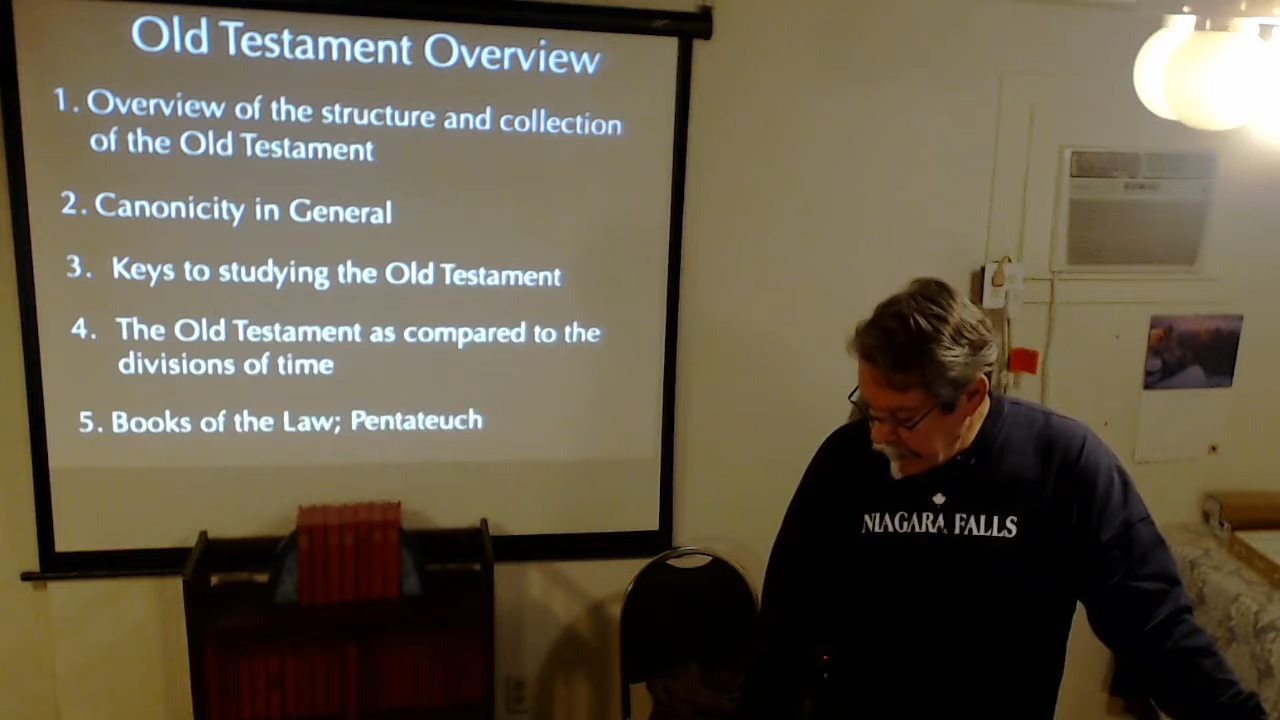 Old Testament Overview
1. Overview of the structure and collection
of the Old Testament
2. Canonicity in General
3. Keys to studying the Old Testament
4. The Old Testament as compared to the
divisions of time
5. Books of the Law; Pentateuch
NIAGARA FALLS